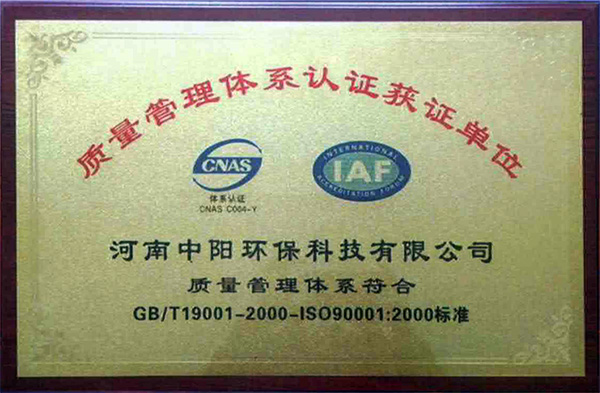 质量管理体系认证获证单位
CNAS
体系认证
CNAS C004-Y
INTERNATIONAL
IAF
ACCREDITATION FORUM
河南中阳环保科技有限公司
质量管理体系符合
GB/T19001-2000-ISO90001:2000标准